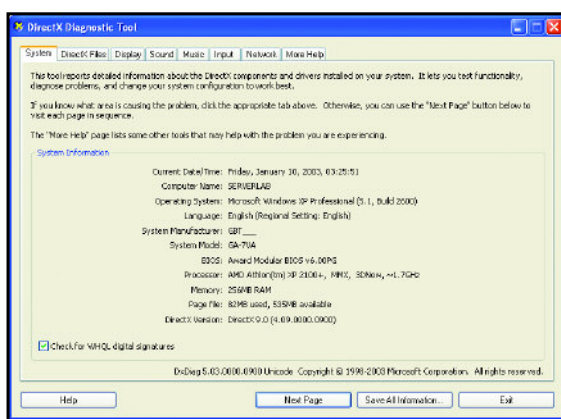 DirectX Diagnostic Tool
System DirectX Files Display Sound Music Input Network More Help
This tool reports detailed information about the DirectX components and drivers installed on your system. It lets you test functionality,
diagnose problems, and change your system configuration to work best.
If you know what area is causing the problem, click the appropriate tab above. Otherwise, you can use the "Next Page" button below to
visit each page in sequence.
The "More Help" page lists some other tools that may help with the problem you are experiencing.
System Information
Current Date/Time: Friday, January 10, 2003, 03:25:51
Computer Name: SERVERLAB
Operating System: Microsoft Windows XP Professional (5.1, Build 2600)
Language: English (Regional Setting: English)
System Manufacturer: GBT___
System Model: GA-7VA
BIOS: Award Modular BIOS v6.00PG
Processor: AMD Athlon(tm) XP 2100+, MMX, 3DNow, ~1.7GHz
Memory: 256MB RAM
Page file: 82MB used, 535MB available
DirectX Version: DirectX 9.0 (4.09.0000.0900)
Check for WHQL digital signatures
DxDiag 5.03.0000.0900 Unicode Copyright © 1998-2003 Microsoft Corporation. All rights reserved.
Help Next Page Save All Information... Exit